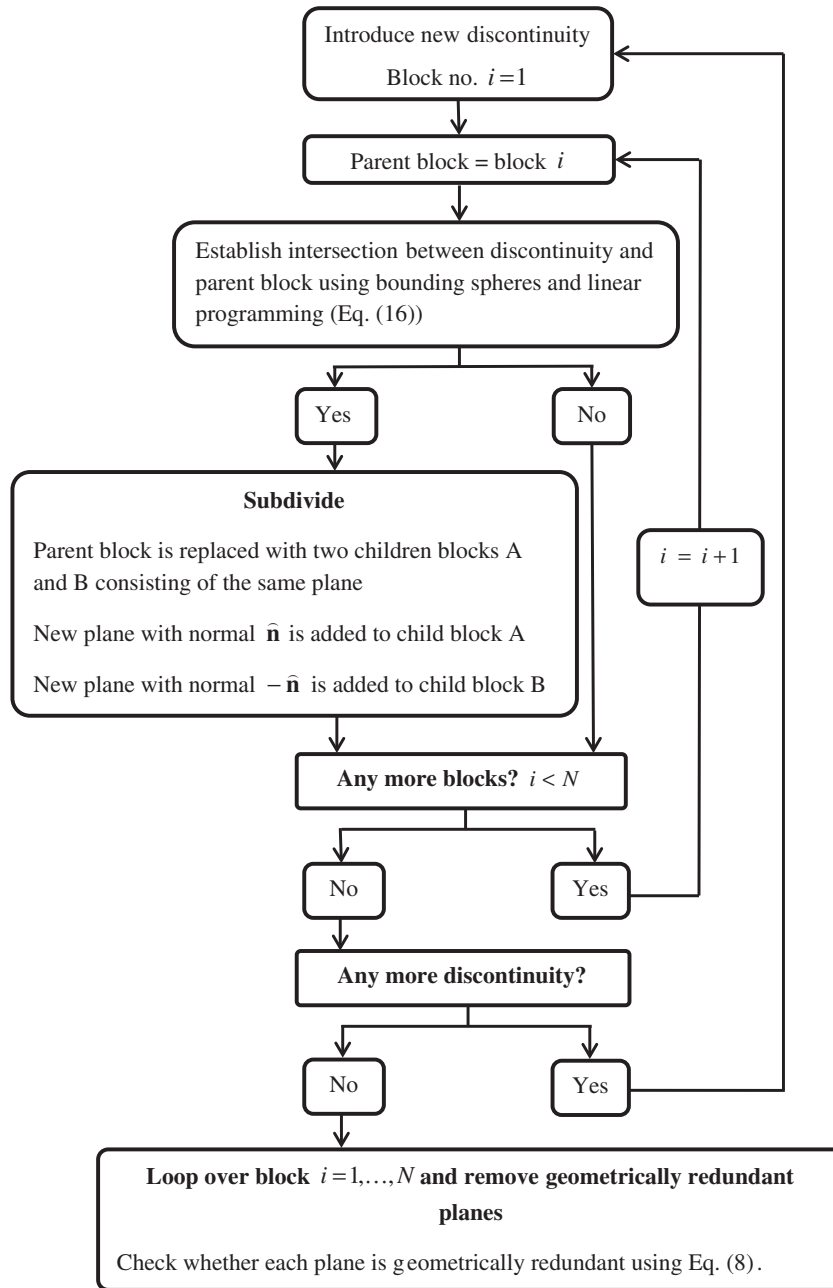 Introduce new discontinuity
Block no. i = 1
Parent block = block i
Establish intersection between discontinuity and
parent block using bounding spheres and linear
programming (Eq. (16))
Yes
No
Subdivide
Parent block is replaced with two children blocks A
and B consisting of the same plane
New plane with normal n̂ is added to child block A
New plane with normal − n̂ is added to child block B
i = i + 1
Any more blocks? i < N
No
Yes
Any more discontinuity?
No
Yes
Loop over block i = 1,…, N and remove geometrically redundant
planes
Check whether each plane is geometrically redundant using Eq. (8).